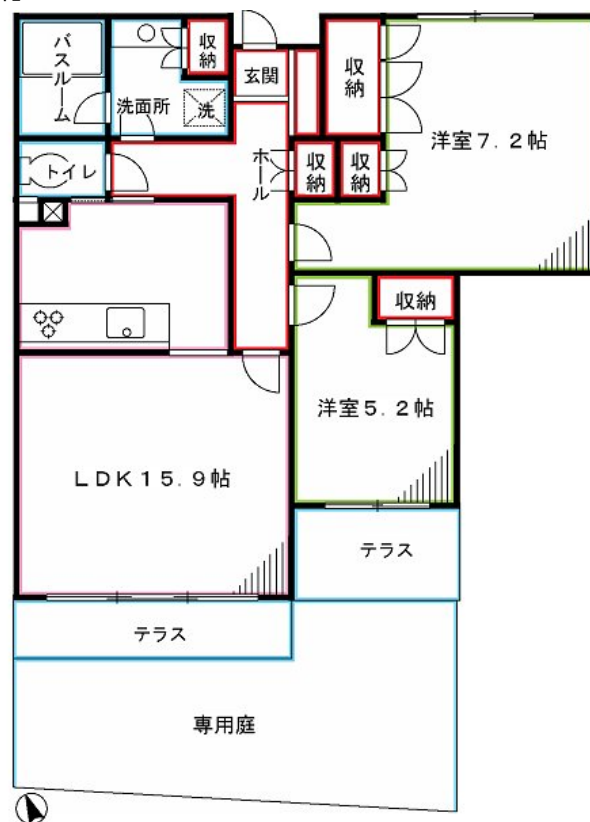 バスルーム
収納
洗面所
洗
玄関
収納
洋室7.2帖
トイレ
ホール
収納
収納
収納
洋室5.2帖
LDK15.9帖
テラス
テラス
専用庭